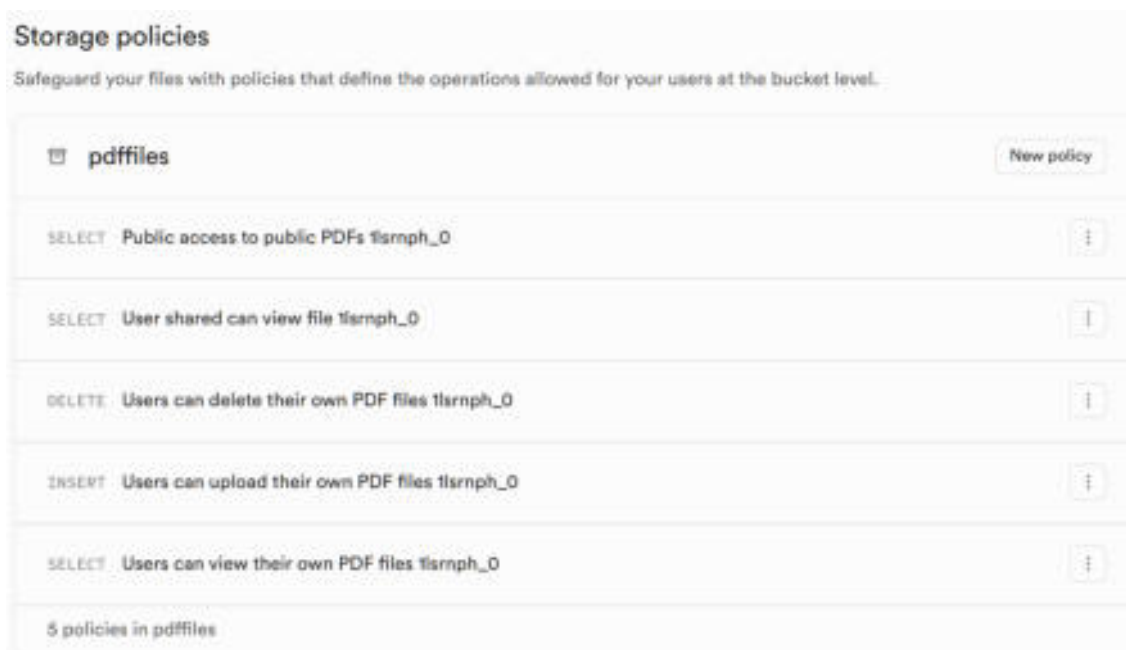 Storage policies
Safeguard your files with policies that define the operations allowed for your users at the bucket level.
pdffiles
New policy
SELECT Public access to public PDFs 1lsrnph_0
SELECT User shared can view file 1lsrnph_0
DELETE Users can delete their own PDF files 1lsrnph_0
INSERT Users can upload their own PDF files 1lsrnph_0
SELECT Users can view their own PDF files 1lsrnph_0
5 policies in pdffiles